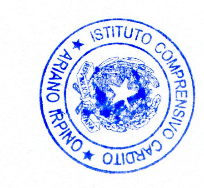 ISTITUTO COMPRENSIVO CARDITO
★ ARIANO IRPINO ★